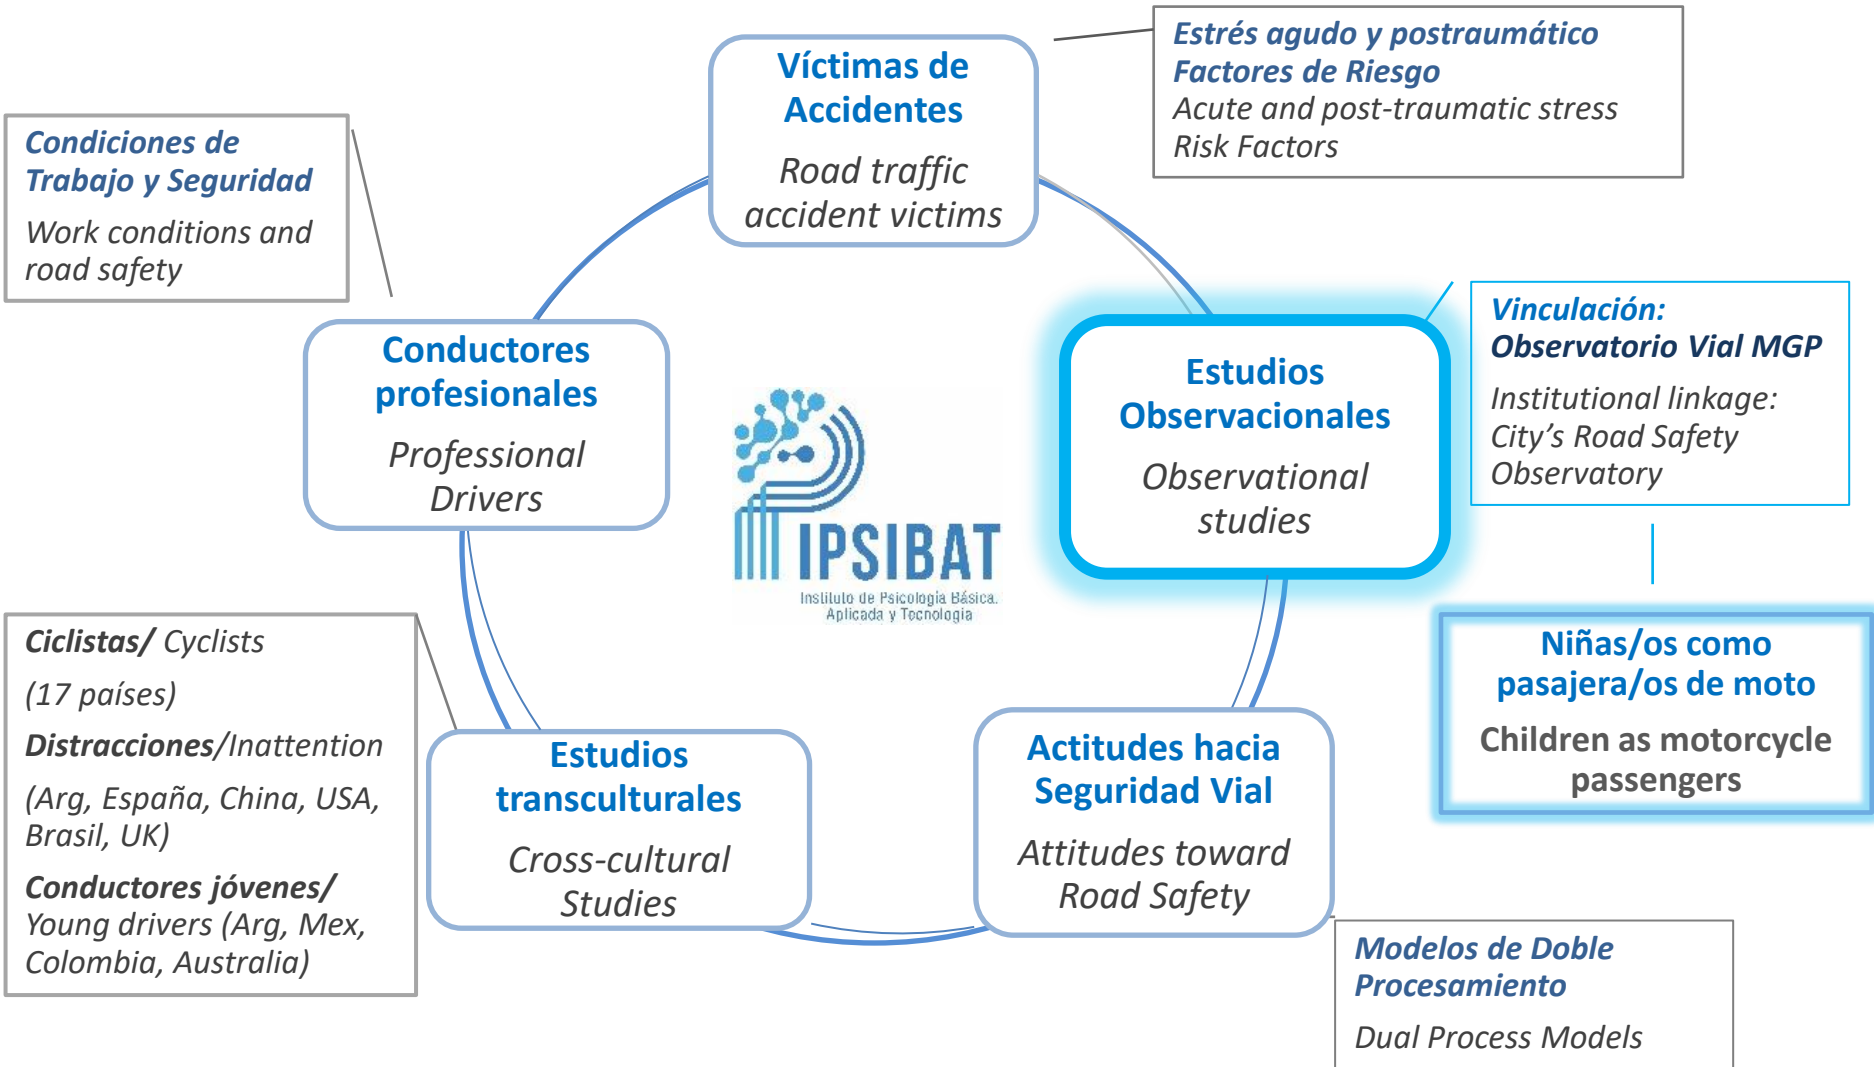 Víctimas de
Accidentes
Road traffic
accident victims
Estrés agudo y postraumático
Factores de Riesgo
Acute and post-traumatic stress
Risk Factors
Condiciones de
Trabajo y Seguridad
Work conditions and
road safety
Conductores
profesionales
Professional
Drivers
IPSIBAT
Instituto de Psicología Básica.
Aplicada y Tecnología
Estudios
Observacionales
Observational
studies
Vinculación:
Observatorio Vial MGP
Institutional linkage:
City’s Road Safety
Observatory
Niñas/os como
pasajera/os de moto
Children as motorcycle
passengers
Ciclistas/ Cyclists
(17 países)
Distracciones/Inattention
(Arg, España, China, USA,
Brasil, UK)
Conductores jóvenes/
Young drivers (Arg, Mex,
Colombia, Australia)
Estudios
transculturales
Cross-cultural
Studies
Actitudes hacia
Seguridad Vial
Attitudes toward
Road Safety
Modelos de Doble
Procesamiento
Dual Process Models